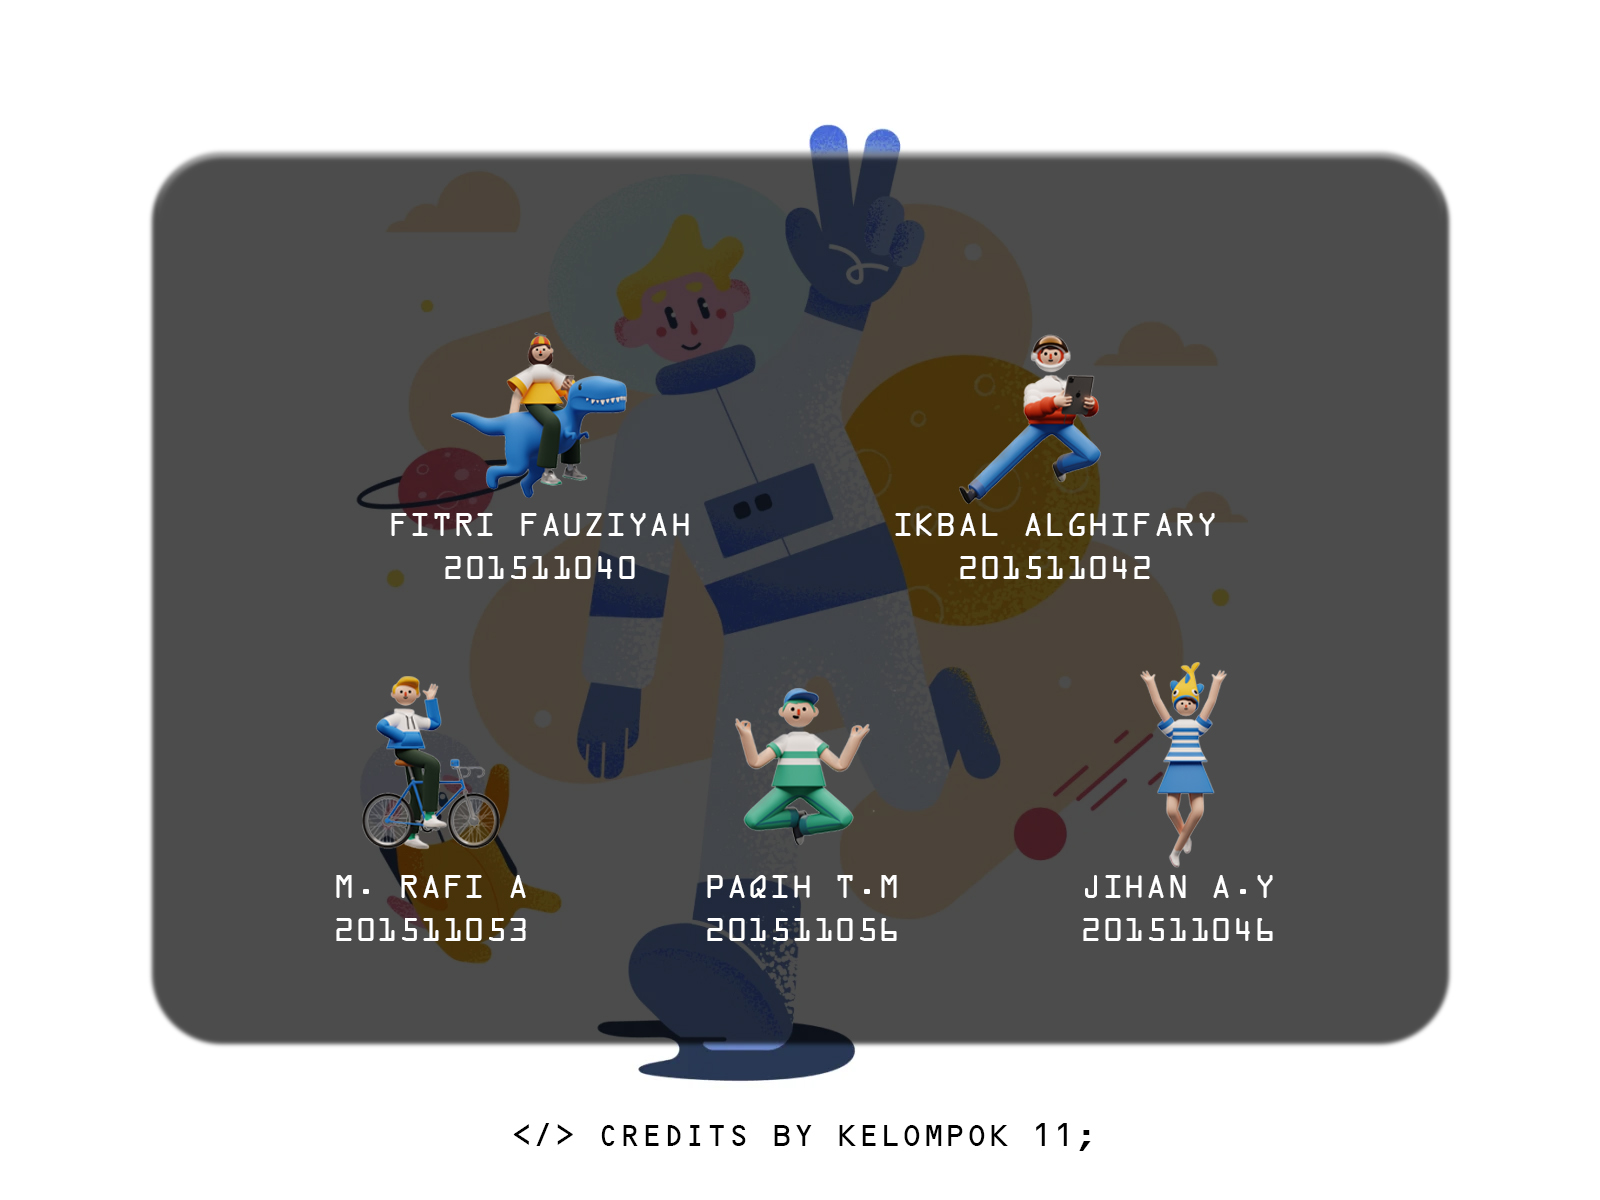 FITRI FAUZIYAH
201511040
IKBAL ALGHIFARY
201511042
M. RAFI A
201511053
PAQIH T.M
201511056
JIHAN A.Y
201511046
</> CREDITS BY KELOMPOK 11;